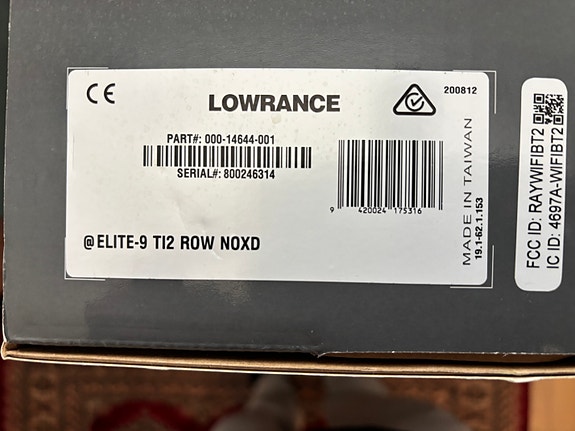 CE
LOWRANCE
200812
PART#: 000-14644-001
SERIAL#: 800246314
9 420024 175316
@ELITE-9 TI2 ROW NOXD
MADE IN TAIWAN
19.1-62.1.153
FCC ID: RAYWIFIBT2
IC ID: 4697A-WIFIBT2